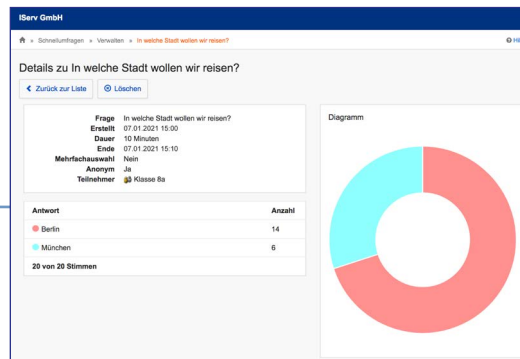 IServ GmbH
» Schnellumfragen » Verwalten » In welche Stadt wollen wir reisen?
Details zu In welche Stadt wollen wir reisen?
Zurück zur Liste Löschen
Frage In welche Stadt wollen wir reisen?
Erstellt 07.01.2021 15:00
Dauer 10 Minuten
Ende 07.01.2021 15:10
Mehrfachauswahl Nein
Anonym Ja
Teilnehmer Klasse 8a
Diagramm
Antwort Anzahl
Berlin 14
München 6
20 von 20 Stimmen